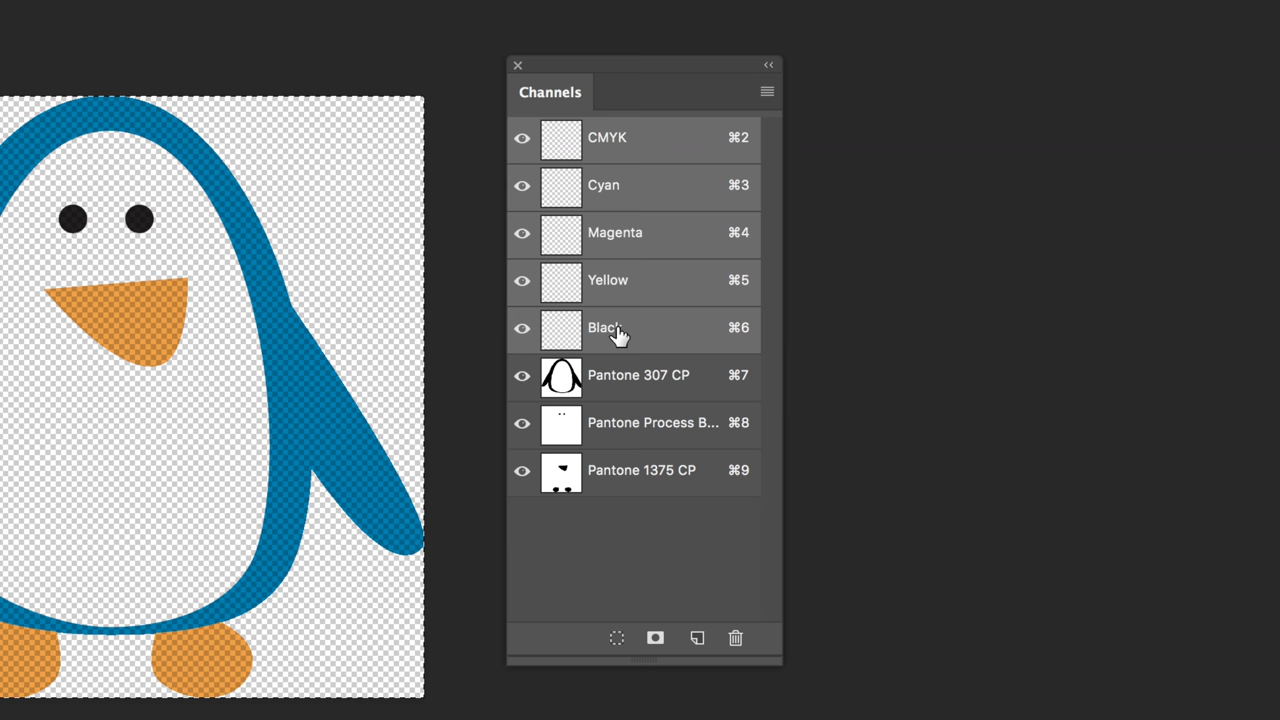 Channels
CMYK ⌘2
Cyan ⌘3
Magenta ⌘4
Yellow ⌘5
Black ⌘6
Pantone 307 CP ⌘7
Pantone Process B... ⌘8
Pantone 1375 CP ⌘9